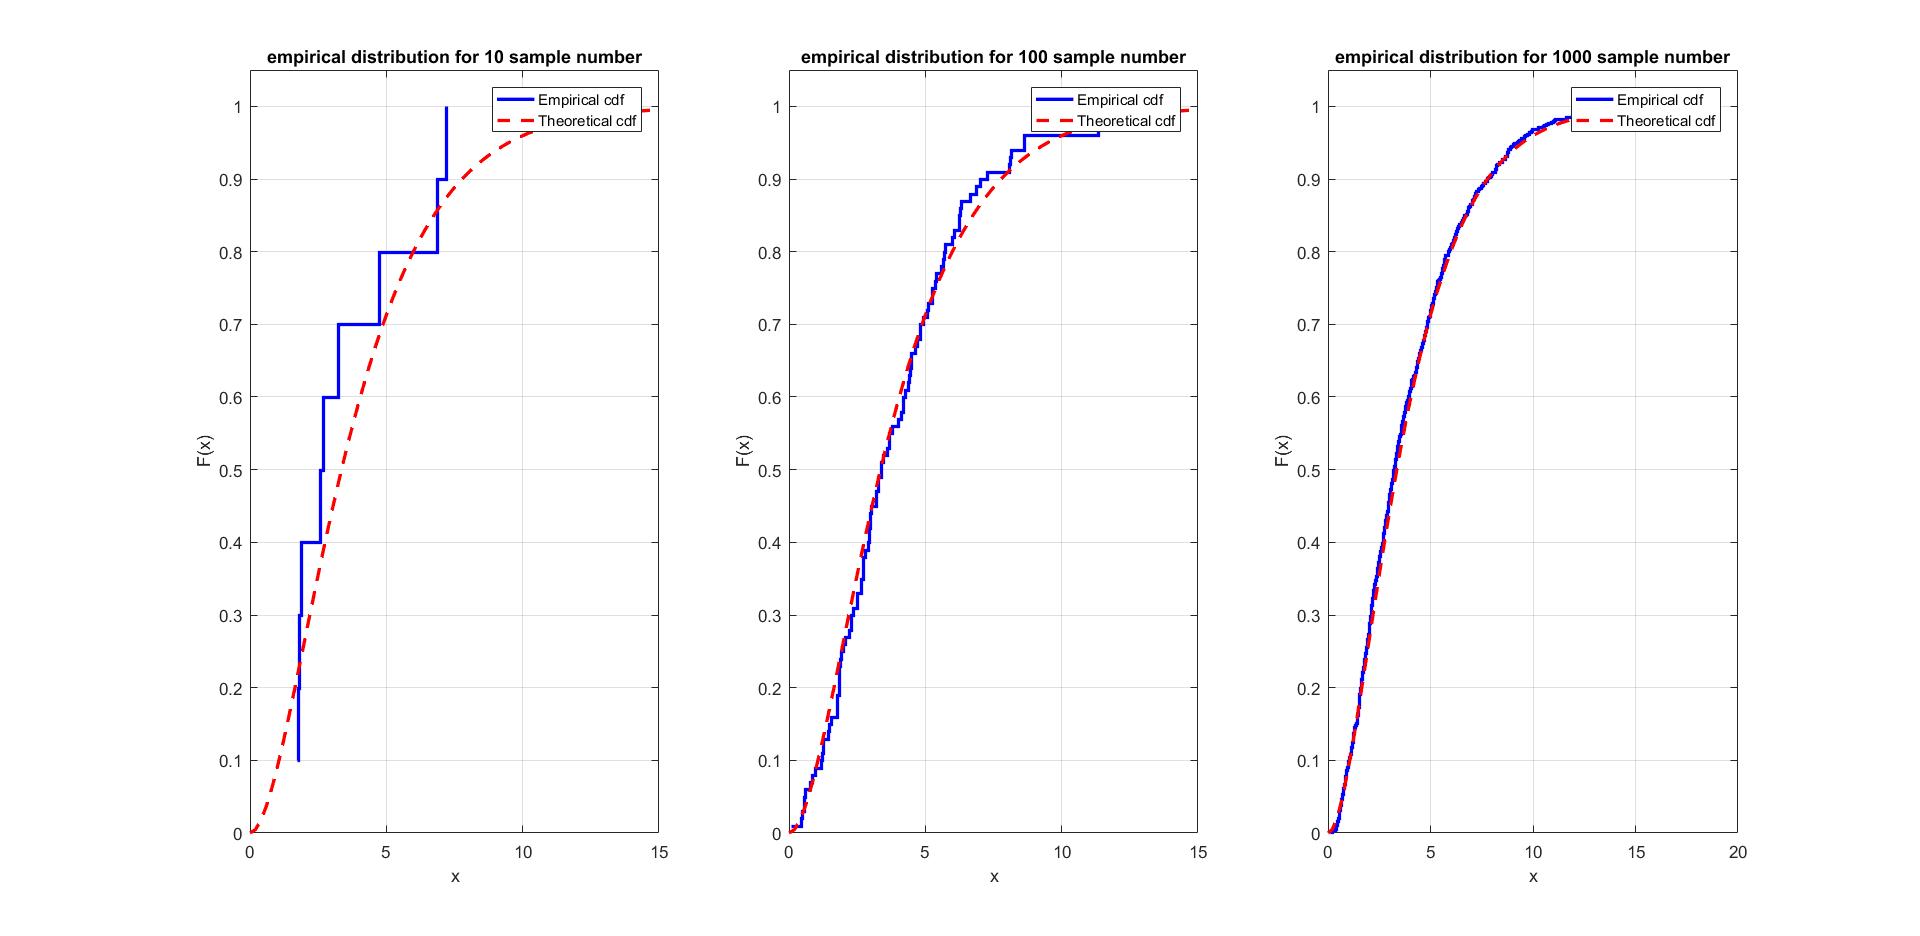 empirical distribution for 10 sample number
Empirical cdf
Theoretical cdf
1
0.9
0.8
0.7
0.6
0.5
0.4
0.3
0.2
0.1
0
F(x)
0 5 10 15
x
empirical distribution for 100 sample number
Empirical cdf
Theoretical cdf
1
0.9
0.8
0.7
0.6
0.5
0.4
0.3
0.2
0.1
0
F(x)
0 5 10 15
x
empirical distribution for 1000 sample number
Empirical cdf
Theoretical cdf
1
0.9
0.8
0.7
0.6
0.5
0.4
0.3
0.2
0.1
0
F(x)
0 5 10 15 20
x